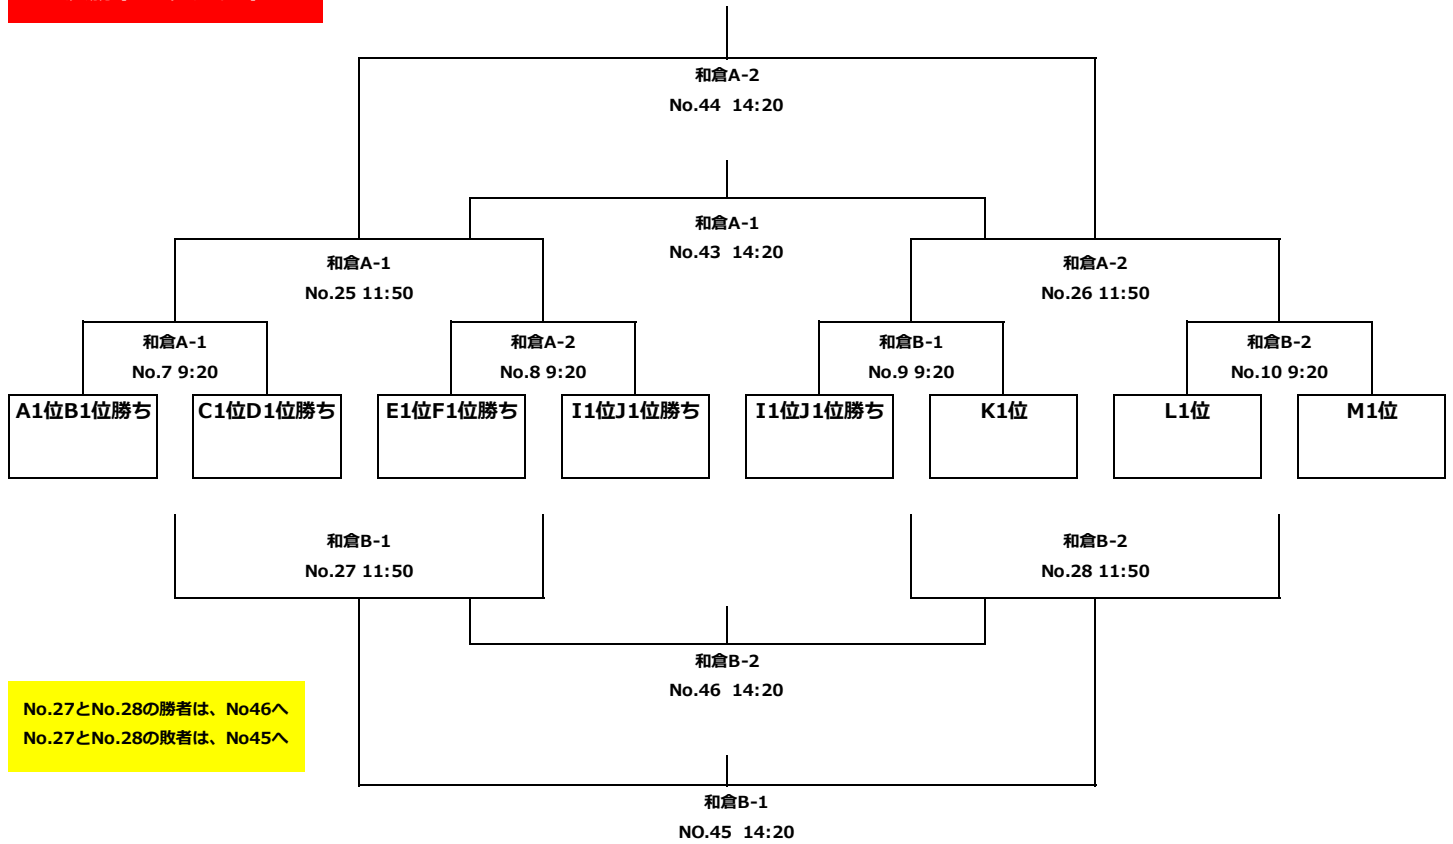 和倉A-2
No.44 14:20
和倉A-1
No.43 14:20
和倉A-1
No.25 11:50
和倉A-2
No.26 11:50
和倉A-1
No.7 9:20
和倉A-2
No.8 9:20
和倉B-1
No.9 9:20
和倉B-2
No.10 9:20
A1位B1位勝ち
C1位D1位勝ち
E1位F1位勝ち
I1位J1位勝ち
I1位J1位勝ち
K1位
L1位
M1位
和倉B-1
No.27 11:50
和倉B-2
No.28 11:50
和倉B-2
No.46 14:20
No.27とNo.28の勝者は、No46へ
No.27とNo.28の敗者は、No45へ
和倉B-1
NO.45 14:20